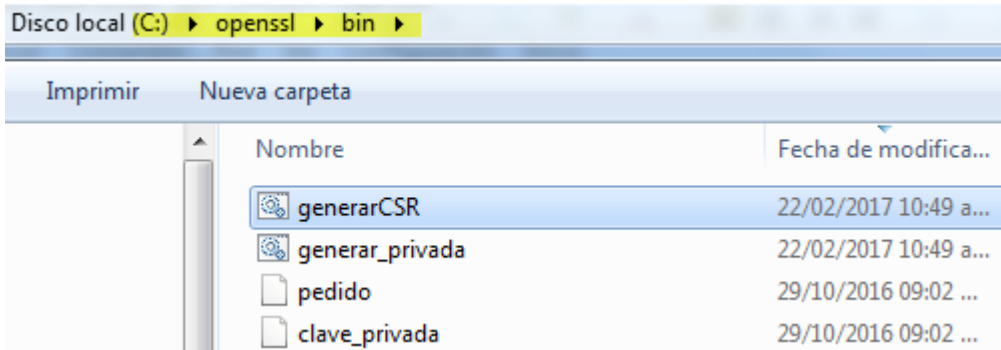 Disco local (C:) ▸ openssl ▸ bin ▸
Imprimir Nueva carpeta
Nombre Fecha de modifica...
generarCSR 22/02/2017 10:49 a...
generar_privada 22/02/2017 10:49 a...
pedido 29/10/2016 09:02 ...
clave_privada 29/10/2016 09:02 ...